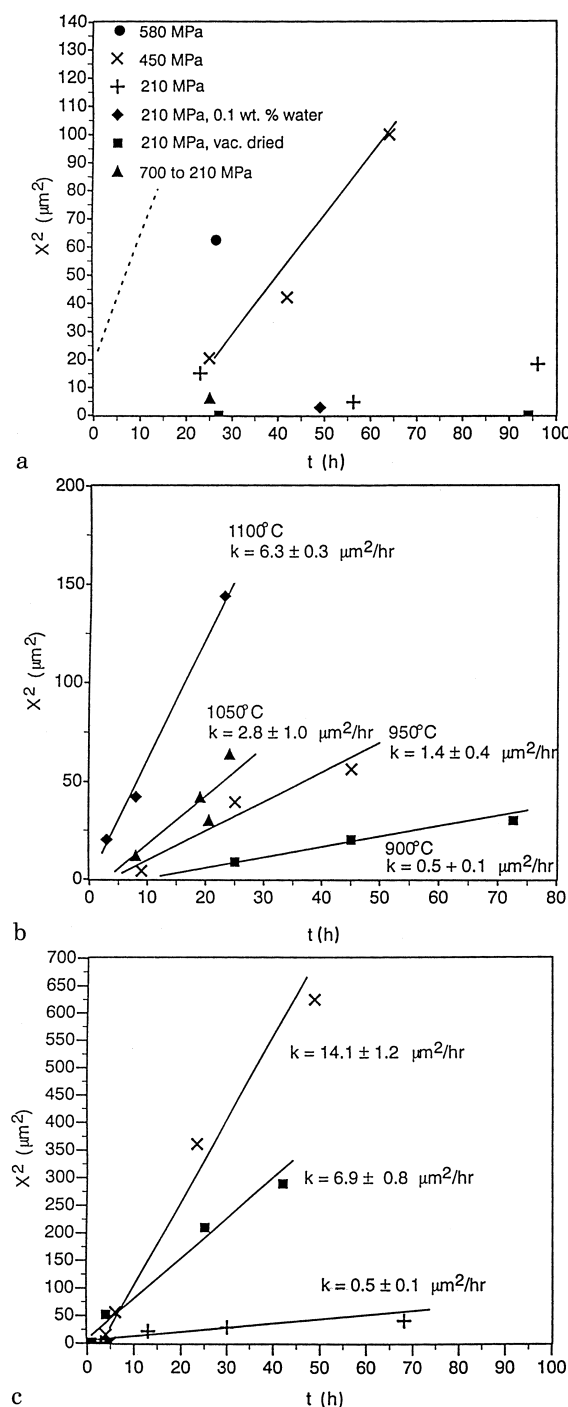 140
130
120
110
100
90
80
70
60
50
40
30
20
10
0
X² (μm²)
580 MPa
450 MPa
210 MPa
210 MPa, 0.1 wt. % water
210 MPa, vac. dried
700 to 210 MPa
0 10 20 30 40 50 60 70 80 90 100
t (h)
a
200
150
100
50
0
X² (μm²)
1100°C
k = 6.3 ± 0.3 μm²/hr
1050°C
k = 2.8 ± 1.0 μm²/hr
950°C
k = 1.4 ± 0.4 μm²/hr
900°C
k = 0.5 + 0.1 μm²/hr
0 10 20 30 40 50 60 70 80
t (h)
b
700
650
600
550
500
450
400
350
300
250
200
150
100
50
0
X² (μm²)
k = 14.1 ± 1.2 μm²/hr
k = 6.9 ± 0.8 μm²/hr
k = 0.5 ± 0.1 μm²/hr
0 10 20 30 40 50 60 70 80 90 100
t (h)
c